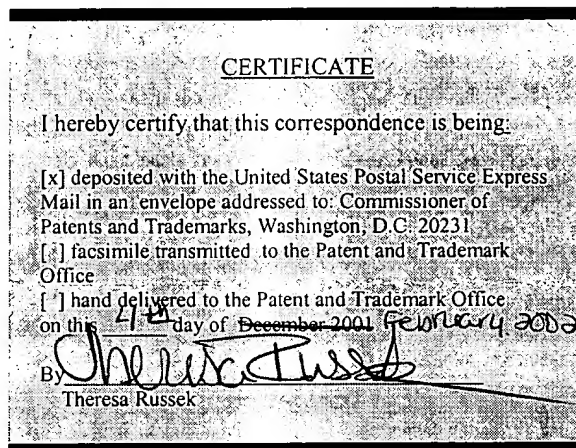 CERTIFICATE
I hereby certify that this correspondence is being:
[x] deposited with the United States Postal Service Express
Mail in an envelope addressed to: Commissioner of
Patents and Trademarks, Washington, D.C. 20231
[ ] facsimile transmitted to the Patent and Trademark
Office
[ ] hand delivered to the Patent and Trademark Office
on this 4th day of December 2001 February 2002
By Theresa Russek
Theresa Russek